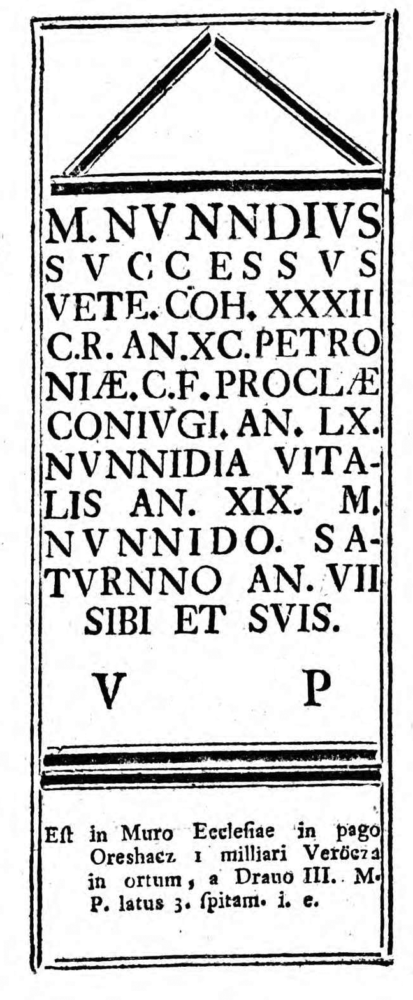 M. NVNNDIVS
SVCCESSVS
VETE. COH. XXXII
C.R. AN.XC. PETRO
NIÆ. C.F. PROCLÆ
CONIVGI. AN. LX.
NVNNIDIA VITA-
LIS AN. XIX. M.
NVNNIDO. SA-
TVRNNO AN. VII
SIBI ET SVIS.
V P
Eſt in Muro Eccleſiae in pago
Oreshacz 1 milliari Veröcza
in ortum, a Drauo III. M.
P. latus 3. ſpitam. i. e.